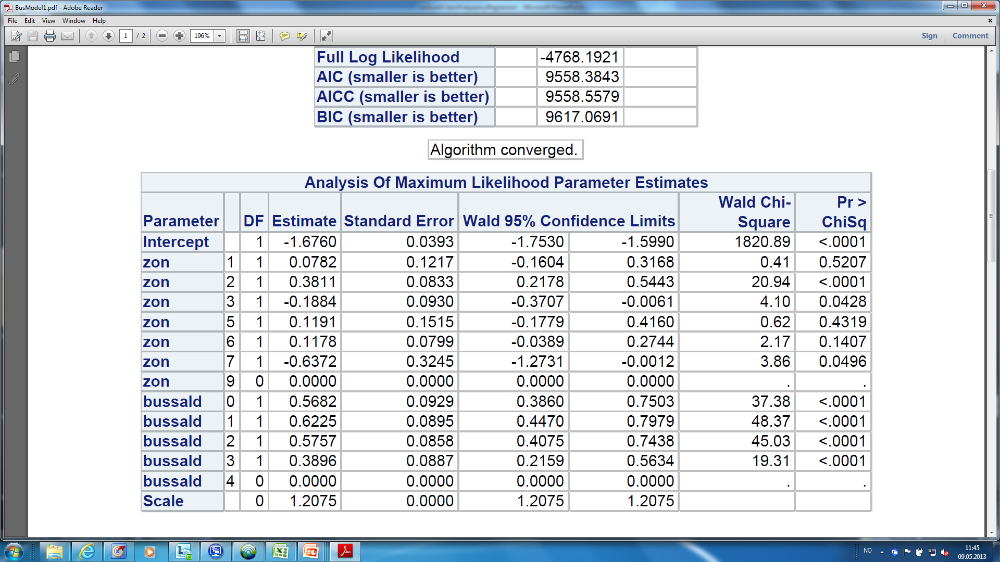 BusModel1.pdf - Adobe Reader
File Edit View Window Help
1 / 2 196% Sign Comment
Full Log Likelihood -4768.1921
AIC (smaller is better) 9558.3843
AICC (smaller is better) 9558.5579
BIC (smaller is better) 9617.0691
Algorithm converged.
Analysis Of Maximum Likelihood Parameter Estimates
Parameter DF Estimate Standard Error Wald 95% Confidence Limits Wald Chi-Square Pr > ChiSq
Intercept 1 -1.6760 0.0393 -1.7530 -1.5990 1820.89 <.0001
zon 1 1 0.0782 0.1217 -0.1604 0.3168 0.41 0.5207
zon 2 1 0.3811 0.0833 0.2178 0.5443 20.94 <.0001
zon 3 1 -0.1884 0.0930 -0.3707 -0.0061 4.10 0.0428
zon 5 1 0.1191 0.1515 -0.1779 0.4160 0.62 0.4319
zon 6 1 0.1178 0.0799 -0.0389 0.2744 2.17 0.1407
zon 7 1 -0.6372 0.3245 -1.2731 -0.0012 3.86 0.0496
zon 9 0 0.0000 0.0000 0.0000 0.0000 . .
bussald 0 1 0.5682 0.0929 0.3860 0.7503 37.38 <.0001
bussald 1 1 0.6225 0.0895 0.4470 0.7979 48.37 <.0001
bussald 2 1 0.5757 0.0858 0.4075 0.7438 45.03 <.0001
bussald 3 1 0.3896 0.0887 0.2159 0.5634 19.31 <.0001
bussald 4 0 0.0000 0.0000 0.0000 0.0000 . .
Scale 0 1.2075 0.0000 1.2075 1.2075
NO 11:45
09.05.2013